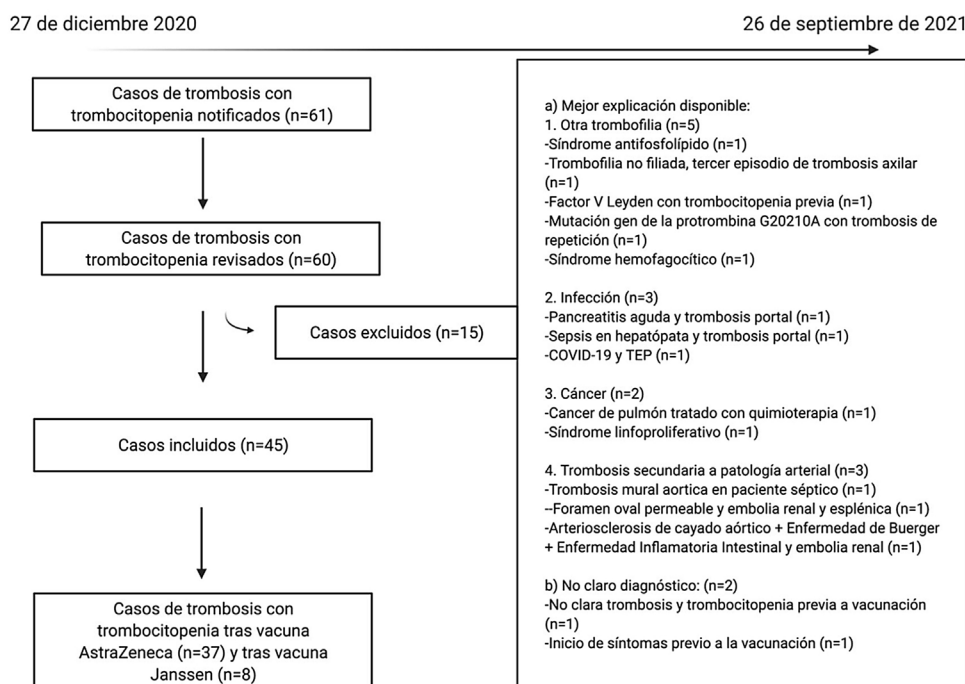 27 de diciembre 2020
26 de septiembre de 2021
Casos de trombosis con
trombocitopenia notificados (n=61)
Casos de trombosis con
trombocitopenia revisados (n=60)
Casos excluidos (n=15)
Casos incluidos (n=45)
Casos de trombosis con
trombocitopenia tras vacuna
AstraZeneca (n=37) y tras vacuna
Janssen (n=8)
a) Mejor explicación disponible:
1. Otra trombofilia (n=5)
-Síndrome antifosfolípido (n=1)
-Trombofilia no filiada, tercer episodio de trombosis axilar
(n=1)
-Factor V Leyden con trombocitopenia previa (n=1)
-Mutación gen de la protrombina G20210A con trombosis de
repetición (n=1)
-Síndrome hemofagocítico (n=1)
2. Infección (n=3)
-Pancreatitis aguda y trombosis portal (n=1)
-Sepsis en hepatópata y trombosis portal (n=1)
-COVID-19 y TEP (n=1)
3. Cáncer (n=2)
-Cancer de pulmón tratado con quimioterapia (n=1)
-Síndrome linfoproliferativo (n=1)
4. Trombosis secundaria a patología arterial (n=3)
-Trombosis mural aortica en paciente séptico (n=1)
--Foramen oval permeable y embolia renal y esplénica (n=1)
-Arteriosclerosis de cayado aórtico + Enfermedad de Buerger
+ Enfermedad Inflamatoria Intestinal y embolia renal (n=1)
b) No claro diagnóstico: (n=2)
-No clara trombosis y trombocitopenia previa a vacunación
(n=1)
-Inicio de síntomas previo a la vacunación (n=1)